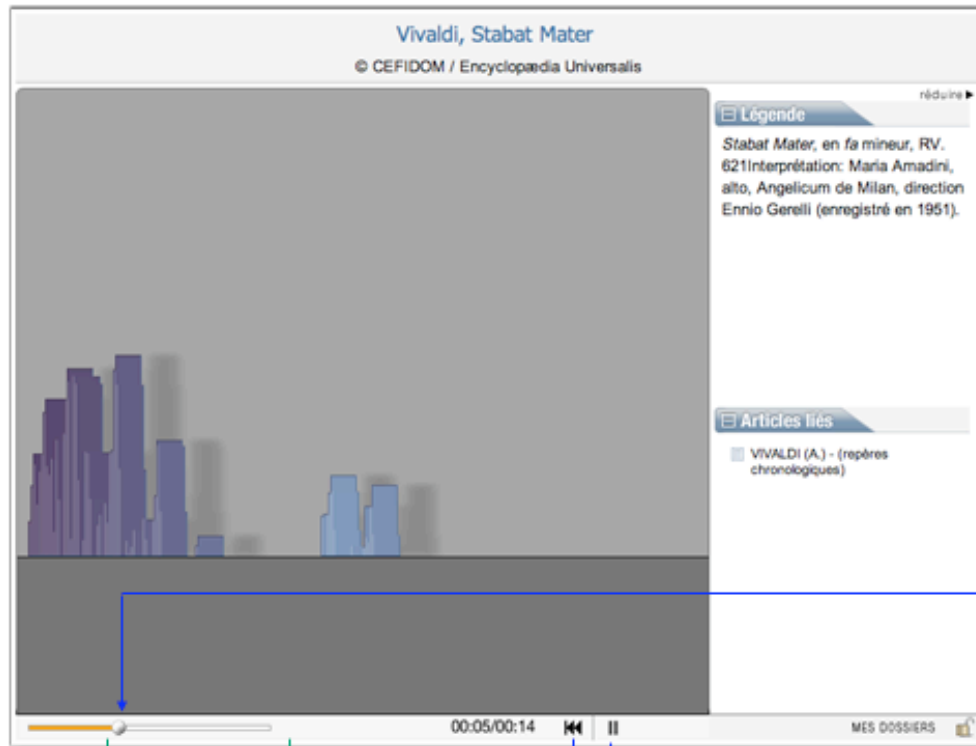 Vivaldi, Stabat Mater
© CEFIDOM / Encyclopædia Universalis
réduire
Légende
Stabat Mater, en fa mineur, RV.
621Interprétation: Maria Amadini,
alto, Angelicum de Milan, direction
Ennio Gerelli (enregistré en 1951).
Articles liés
VIVALDI (A.) - (repères
chronologiques)
00:05/00:14
MES DOSSIERS